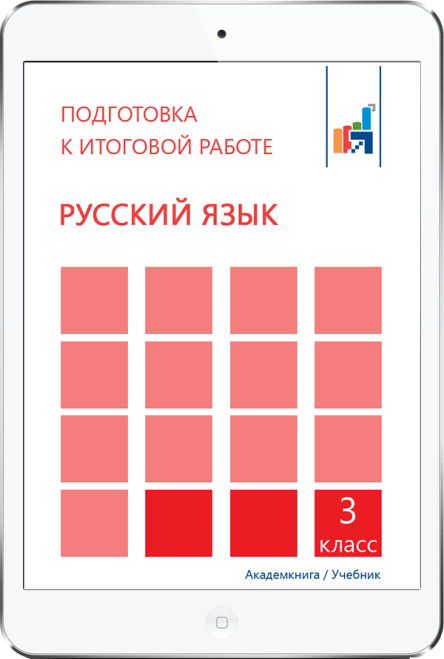 ПОДГОТОВКА
К ИТОГОВОЙ РАБОТЕ
РУССКИЙ ЯЗЫК
3
класс
Академкнига / Учебник